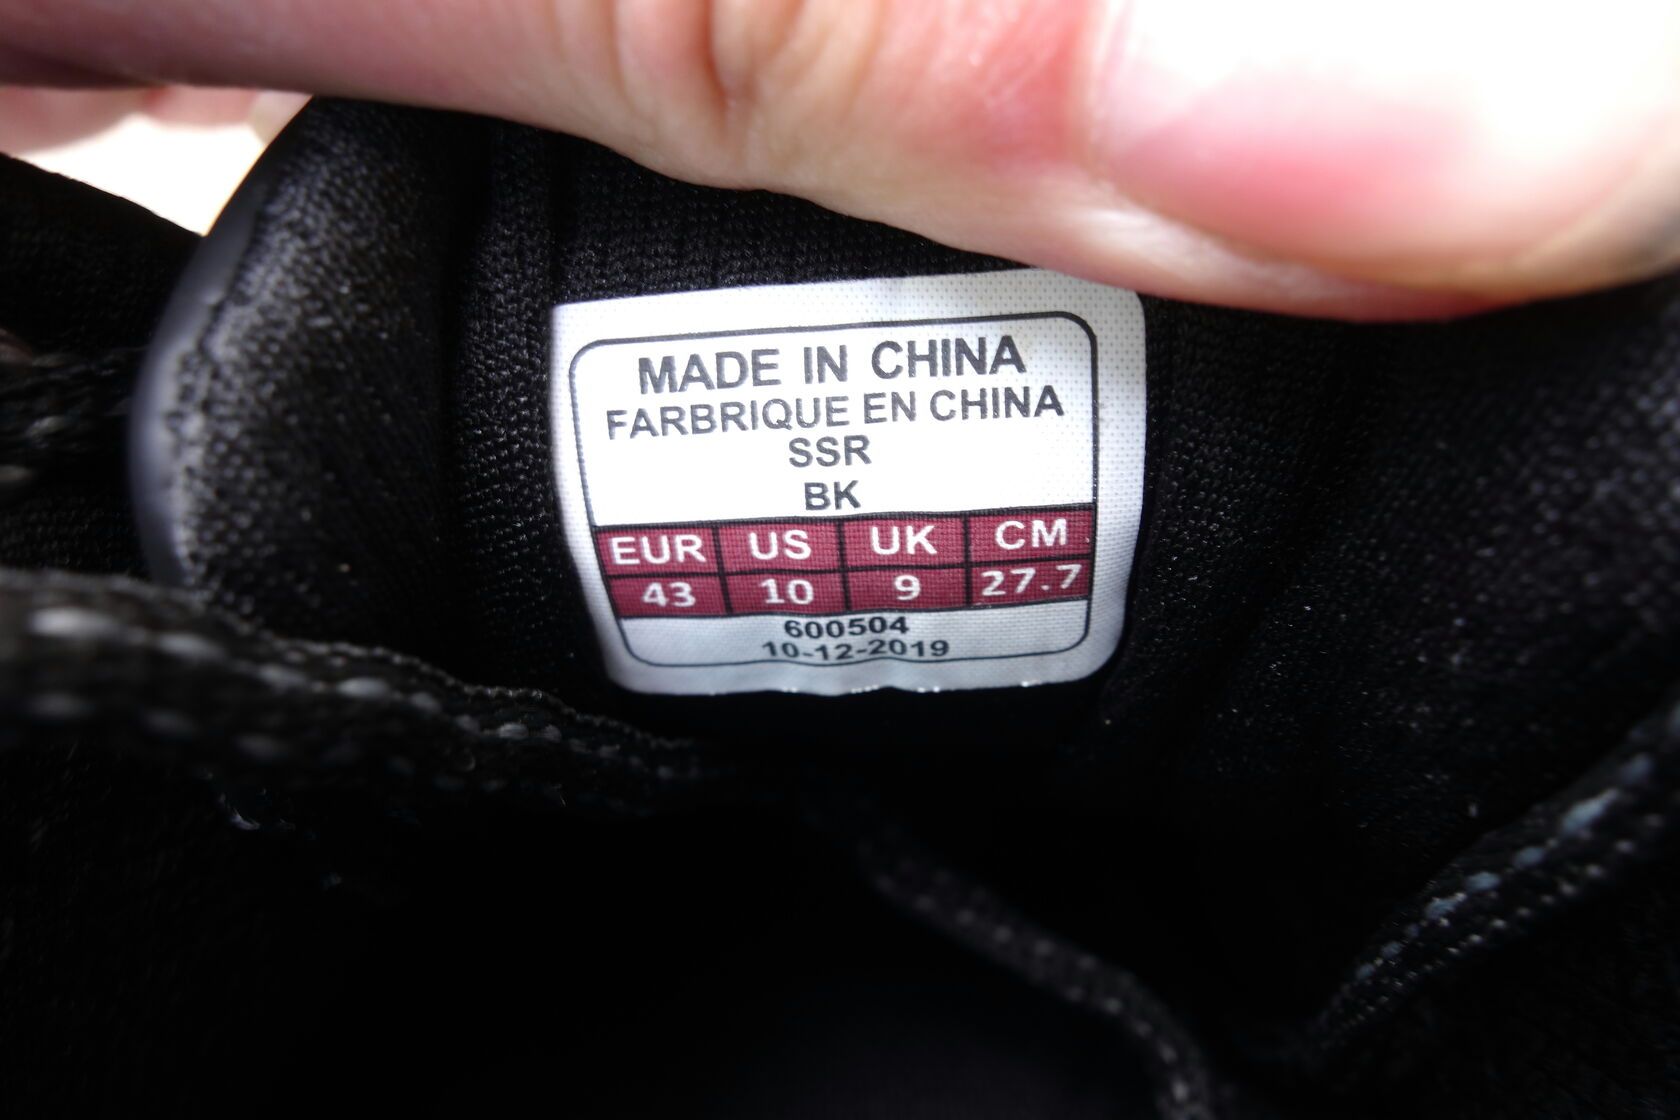 MADE IN CHINA
FARBRIQUE EN CHINA
SSR
BK
EUR US UK CM
43 10 9 27.7
600504
10-12-2019